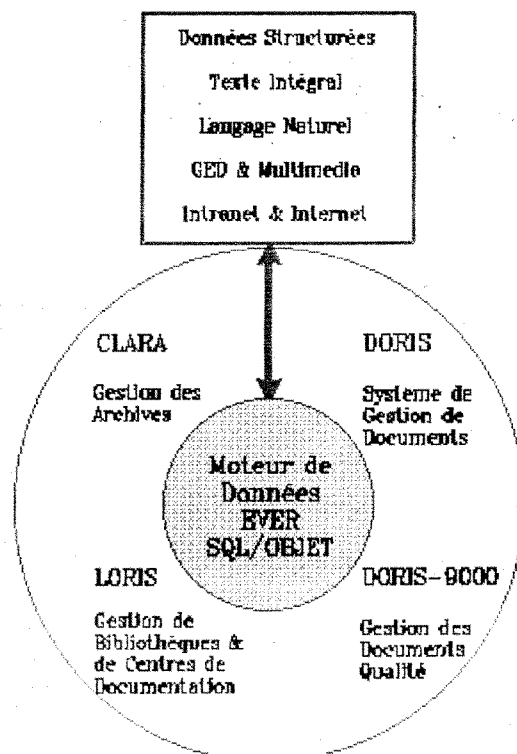 Données Structurées
Texte Intégral
Langage Naturel
GED & Multimedia
Intranet & Internet
CLARA
Gestion des
Archives
DORIS
Système de
Gestion de
Documents
Moteur de
Données
EVER
SQL/OBJET
LORIS
Gestion de
Bibliothèques &
de Centres de
Documentation
DORIS-9000
Gestion des
Documents
Qualité